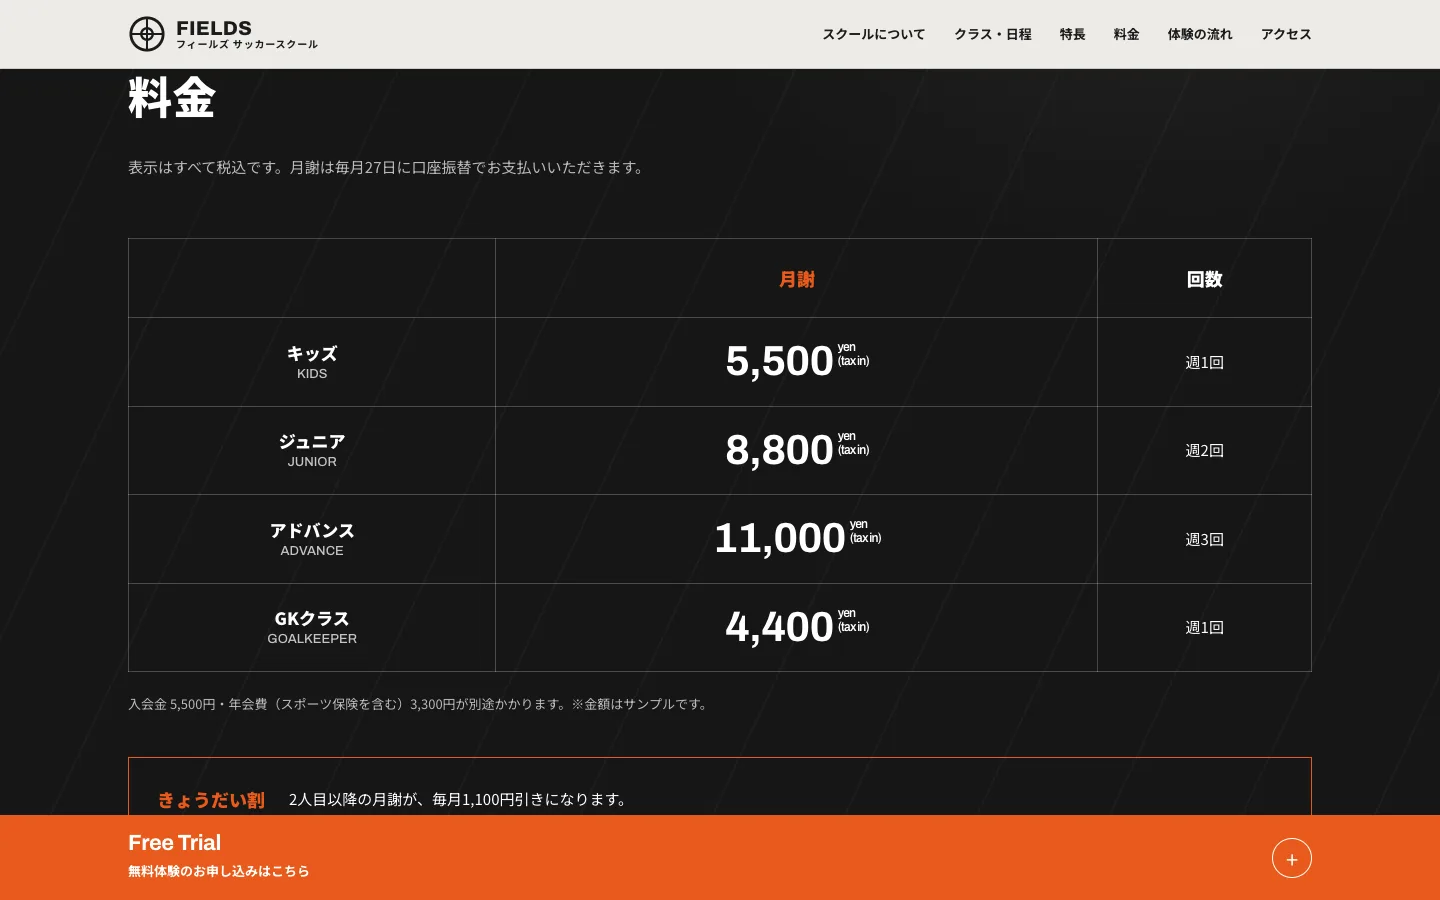 FIELDS
フィールズ サッカースクール
スクールについて クラス・日程 特長 料金 体験の流れ アクセス
料金
表示はすべて税込です。月謝は毎月27日に口座振替でお支払いいただきます。
月謝 回数
キッズ
KIDS
5,500 yen (tax in)
週1回
ジュニア
JUNIOR
8,800 yen (tax in)
週2回
アドバンス
ADVANCE
11,000 yen (tax in)
週3回
GKクラス
GOALKEEPER
4,400 yen (tax in)
週1回
入会金 5,500円・年会費（スポーツ保険を含む）3,300円が別途かかります。※金額はサンプルです。
きょうだい割 2人目以降の月謝が、毎月1,100円引きになります。
Free Trial
無料体験のお申し込みはこちら
+